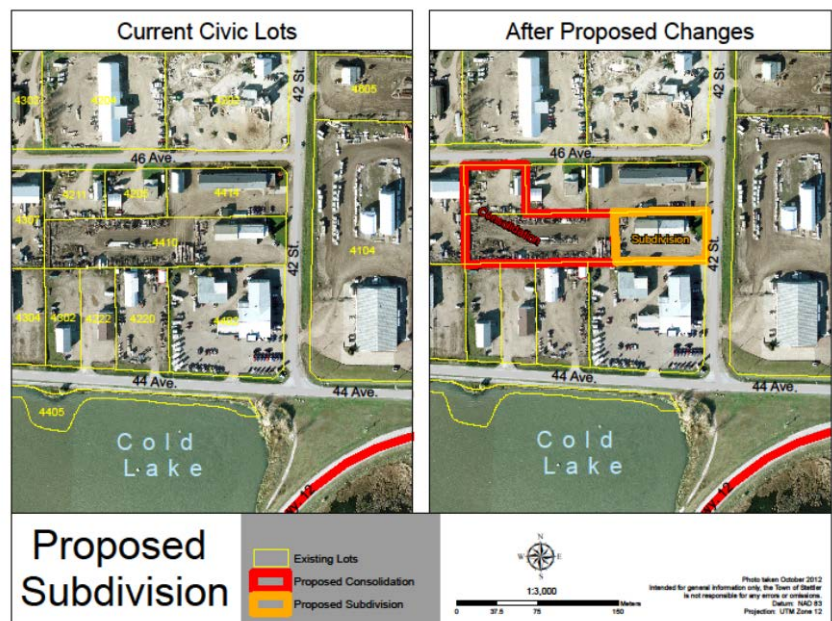 Current Civic Lots
After Proposed Changes
42 St.
4605
42 St.
46 Ave.
46 Ave.
4211
4414
4410
4104
Consolidation
Subdivision
42 St.
42 St.
4304
4302
4222
4220
44 Ave.
44 Ave.
4405
Cold
Lake
Cold
Lake
Proposed
Subdivision
Existing Lots
Proposed Consolidation
Proposed Subdivision
N
W E
S
1:3,000
Meters
0 37.5 75 150
Photo taken October 2012
Intended for general information only, the Town of Stettler
is not responsible for any errors or omissions.
Datum: NAD 83
Projection: UTM Zone 12